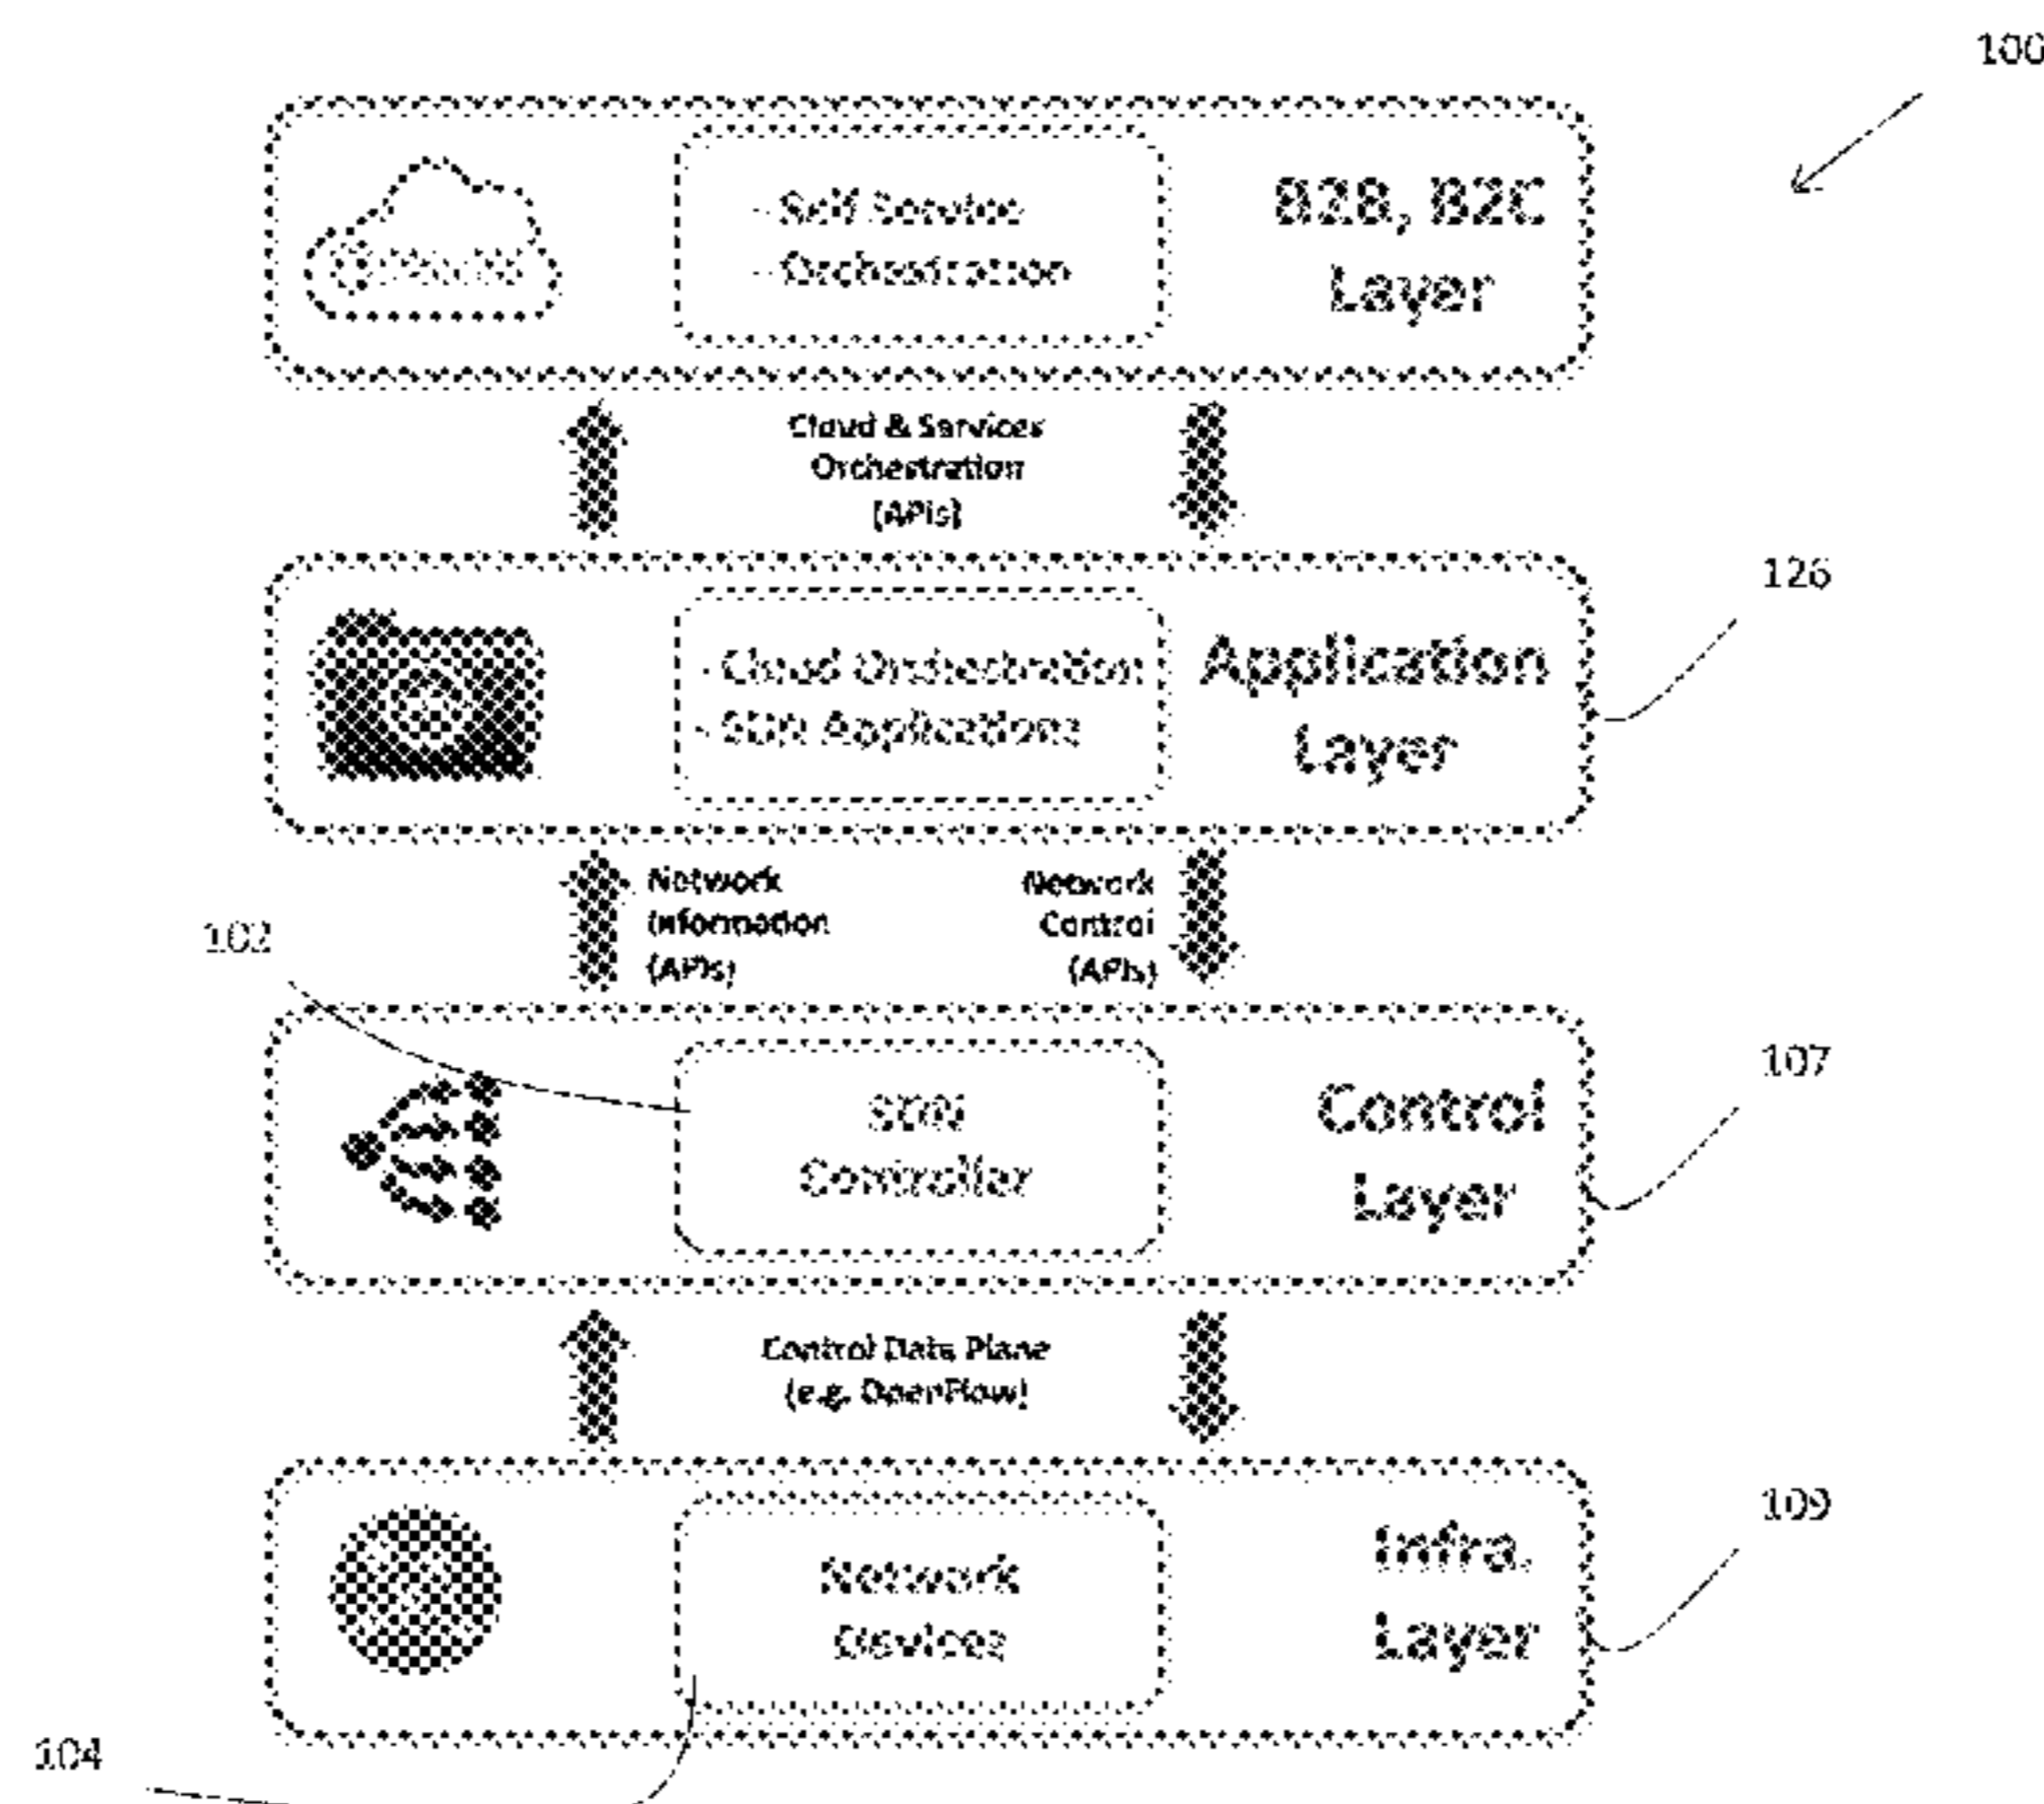 100
- Self Service
- Orchestration
B2B, B2C
Layer
Cloud & Services
Orchestration
(APIs)
126
- Cloud Orchestration
- SDN Applications
Application
Layer
Network
Information
(APIs)
Network
Control
(APIs)
102
107
SDN
Controller
Control
Layer
Control Data Plane
(e.g. OpenFlow)
109
Network
Devices
Infra.
Layer
104